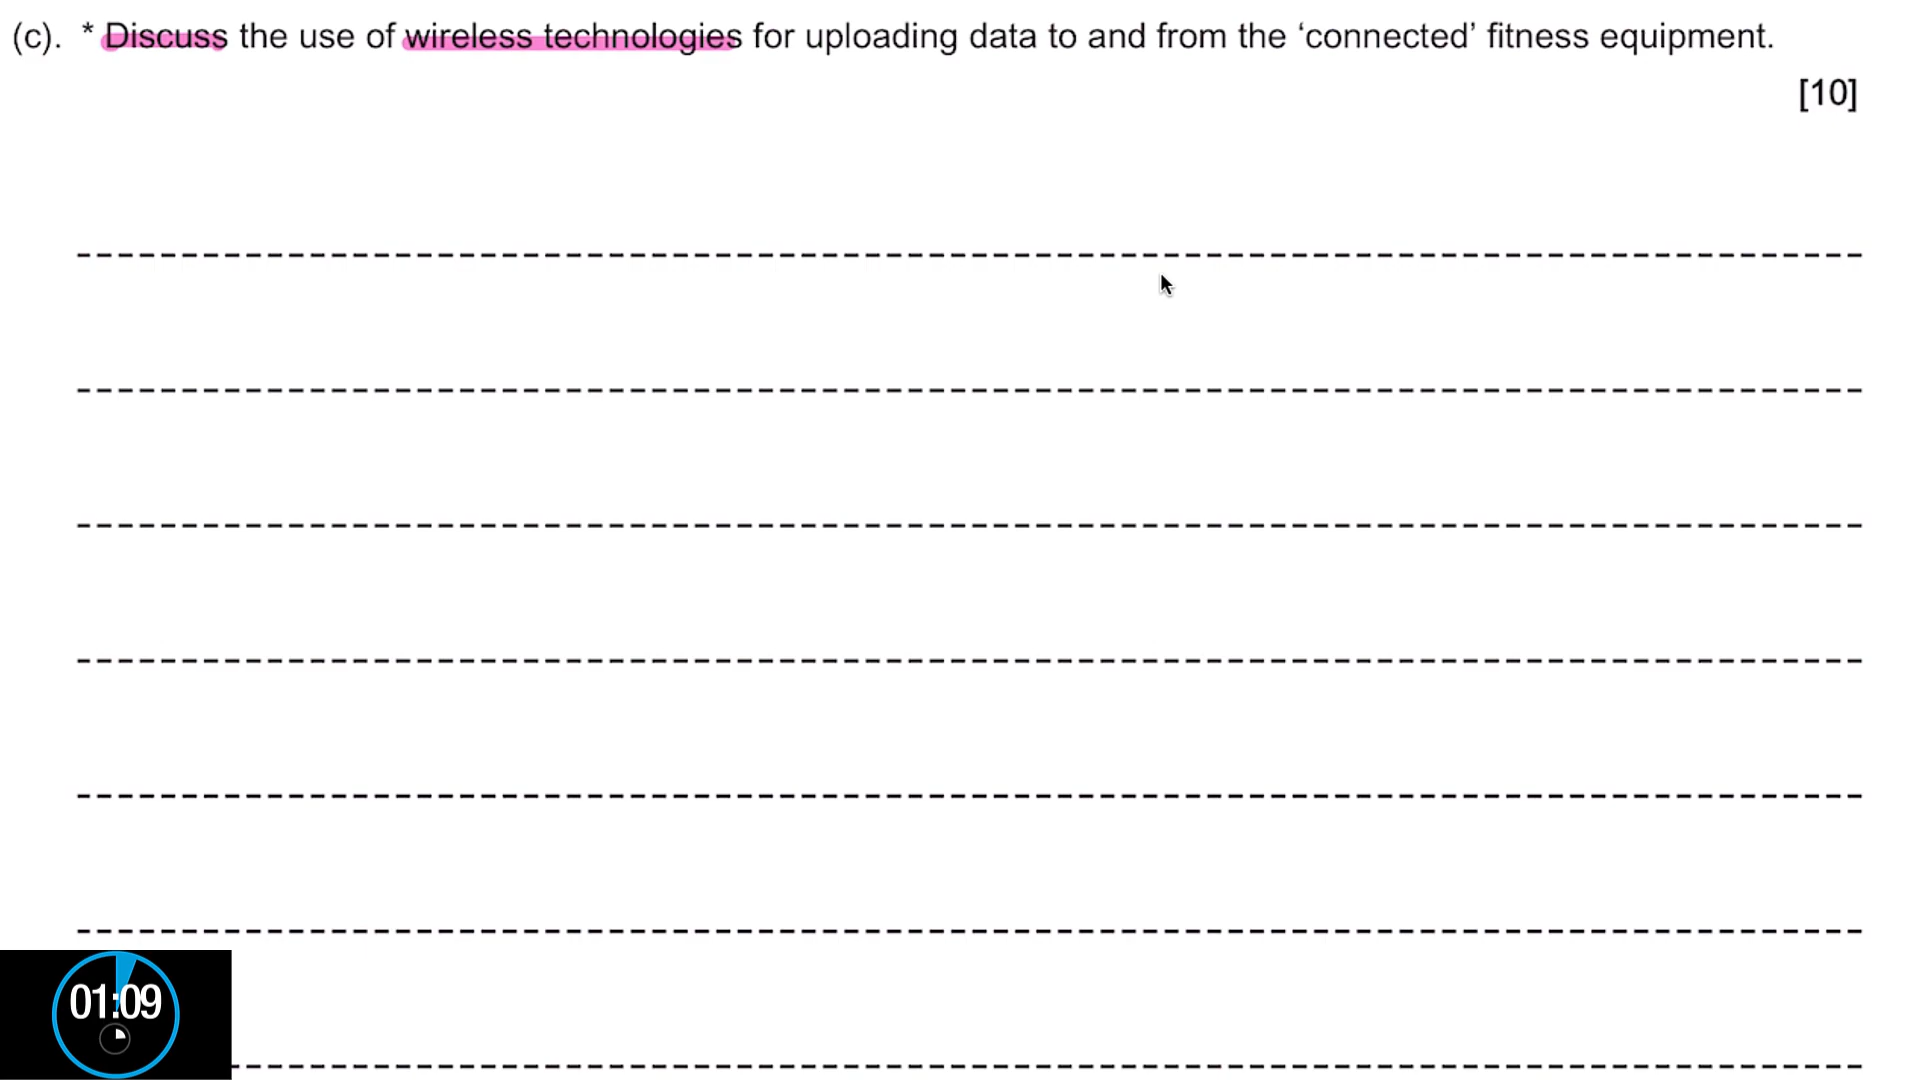 (c). * Discuss the use of wireless technologies for uploading data to and from the ‘connected’ fitness equipment.
[10]
01:09